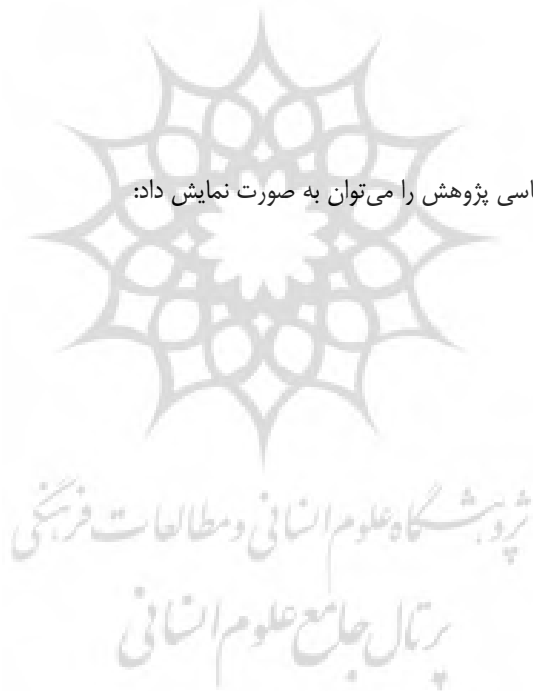 اسی پژوهش را می‌توان به صورت نمایش داد:
پژوهشگاه علوم انسانی و مطالعات فرهنگی
پرتال جامع علوم انسانی